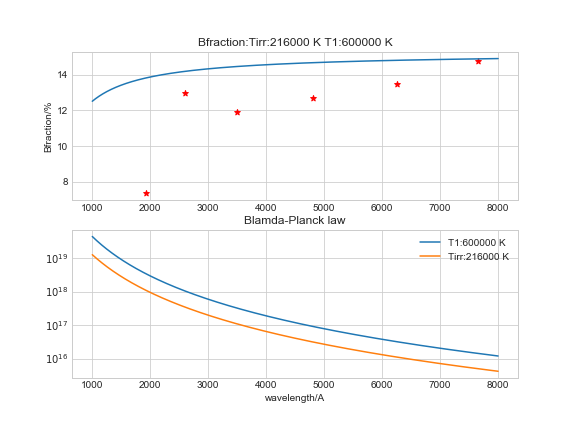 Bfraction:Tirr:216000 K T1:600000 K
Bfraction/%
14
12
10
8
1000 2000 3000 4000 5000 6000 7000 8000
Blamda-Planck law
T1:600000 K
Tirr:216000 K
10¹⁹
10¹⁸
10¹⁷
10¹⁶
1000 2000 3000 4000 5000 6000 7000 8000
wavelength/A